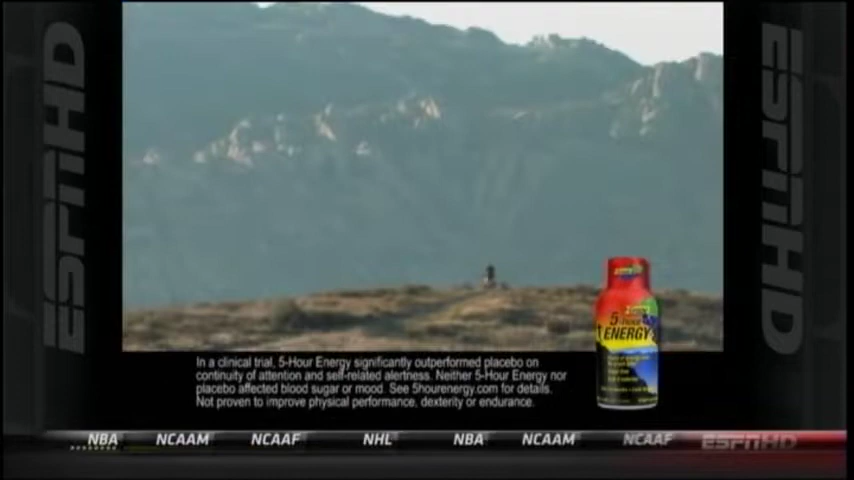 ESPNHD
ESPNHD
5-Hour
ENERGY
In a clinical trial, 5-Hour Energy significantly outperformed placebo on
continuity of attention and self-related alertness. Neither 5-Hour Energy nor
placebo affected blood sugar or mood. See 5hourenergy.com for details.
Not proven to improve physical performance, dexterity or endurance.
NBA NCAAM NCAAF NHL NBA NCAAM NCAAF ESPNHD